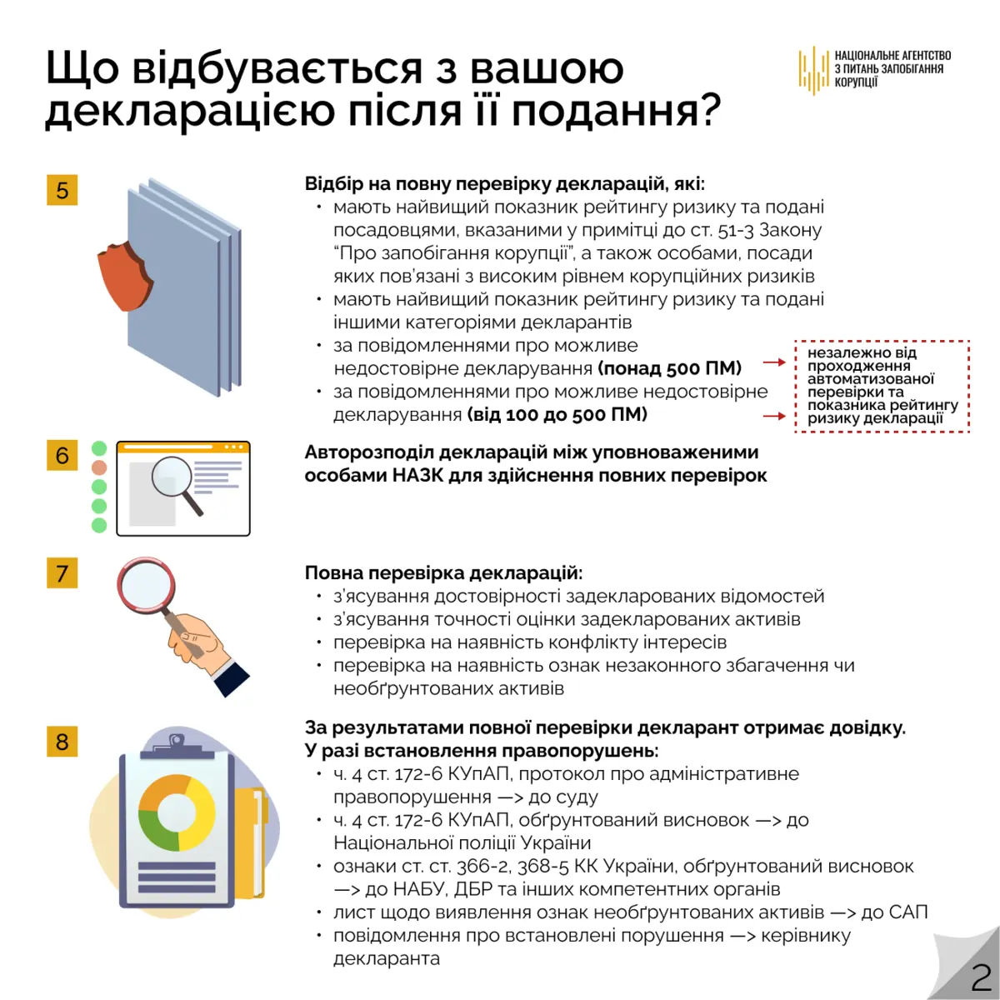 Що відбувається з вашою
декларацією після її подання?
НАЦІОНАЛЬНЕ АГЕНТСТВО
З ПИТАНЬ ЗАПОБІГАННЯ
КОРУПЦІЇ
5
Відбір на повну перевірку декларацій, які:
• мають найвищий показник рейтингу ризику та подані
посадовцями, вказаними у примітці до ст. 51-3 Закону
“Про запобігання корупції”, а також особами, посади
яких пов’язані з високим рівнем корупційних ризиків
• мають найвищий показник рейтингу ризику та подані
іншими категоріями декларантів
• за повідомленнями про можливе
недостовірне декларування (понад 500 ПМ)
• за повідомленнями про можливе недостовірне
декларування (від 100 до 500 ПМ)
незалежно від
проходження
автоматизованої
перевірки та
показника рейтингу
ризику декларації
6
Авторозподіл декларацій між уповноваженими
особами НАЗК для здійснення повних перевірок
7
Повна перевірка декларацій:
• з’ясування достовірності задекларованих відомостей
• з’ясування точності оцінки задекларованих активів
• перевірка на наявність конфлікту інтересів
• перевірка на наявність ознак незаконного збагачення чи
необґрунтованих активів
8
За результатами повної перевірки декларант отримає довідку.
У разі встановлення правопорушень:
• ч. 4 ст. 172-6 КУпАП, протокол про адміністративне
правопорушення —> до суду
• ч. 4 ст. 172-6 КУпАП, обґрунтований висновок —> до
Національної поліції України
• ознаки ст. ст. 366-2, 368-5 КК України, обґрунтований висновок
—> до НАБУ, ДБР та інших компетентних органів
• лист щодо виявлення ознак необґрунтованих активів —> до САП
• повідомлення про встановлені порушення —> керівнику
декларанта
2